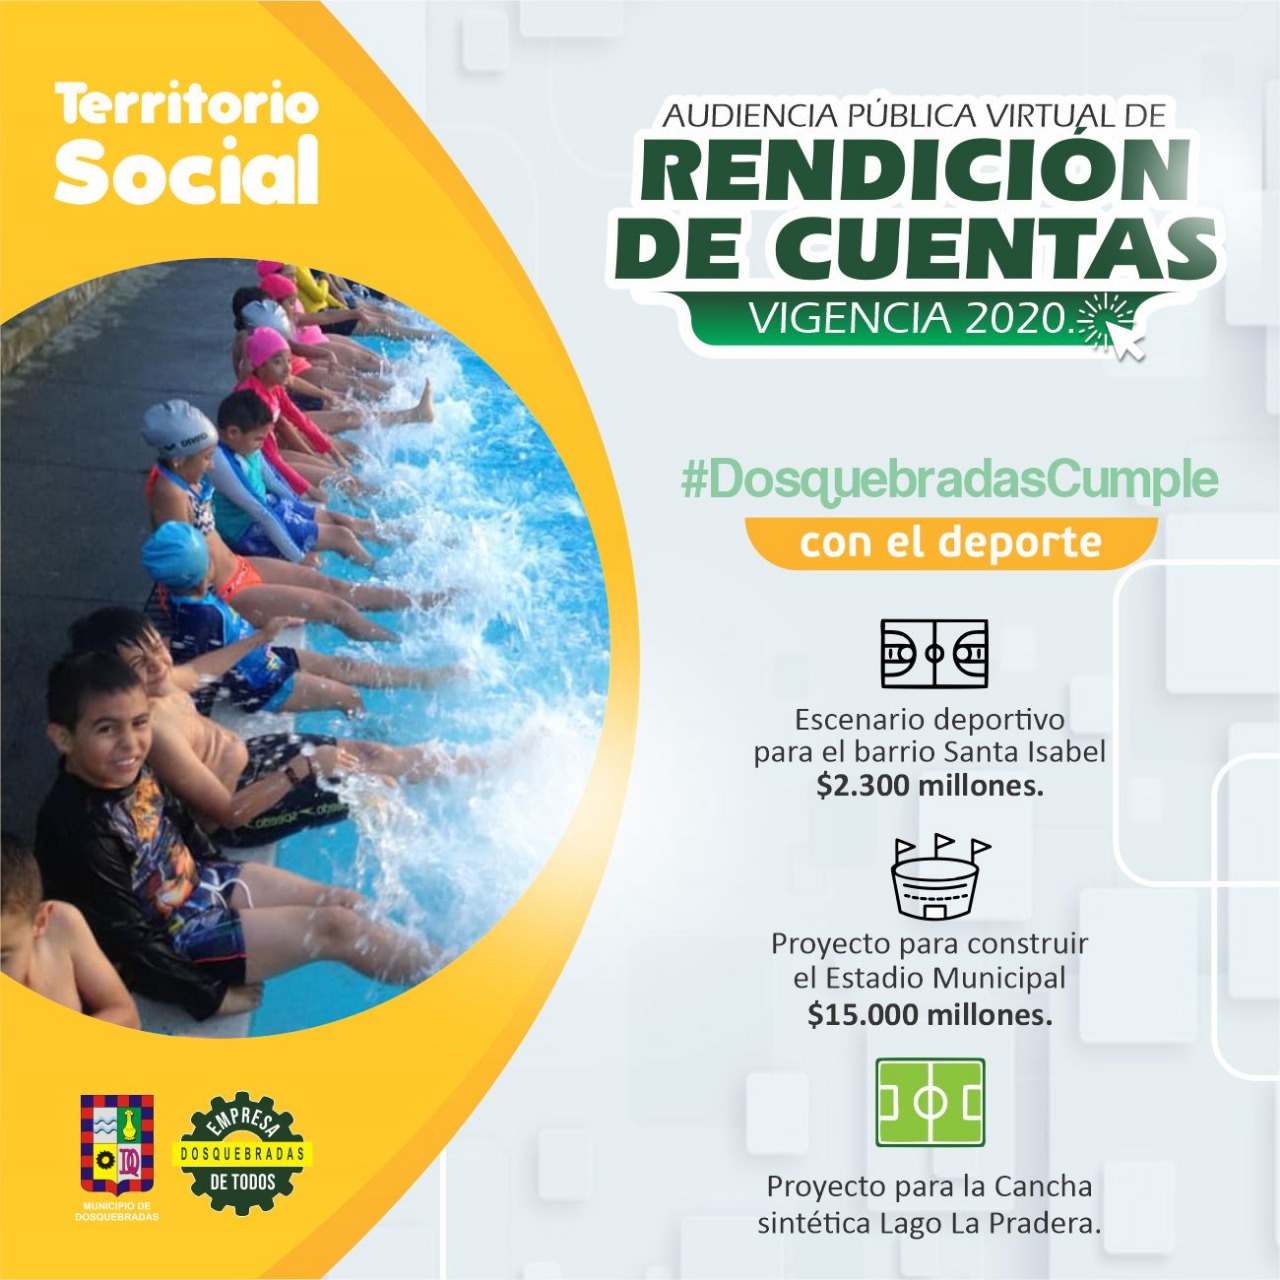 Territorio
Social
AUDIENCIA PÚBLICA VIRTUAL DE
RENDICIÓN
DE CUENTAS
VIGENCIA 2020.
#DosquebradasCumple
con el deporte
Escenario deportivo
para el barrio Santa Isabel
$2.300 millones.
Proyecto para construir
el Estadio Municipal
$15.000 millones.
Proyecto para la Cancha
sintética Lago La Pradera.
MUNICIPIO DE
DOSQUEBRADAS
EMPRESA
DOSQUEBRADAS
DE TODOS